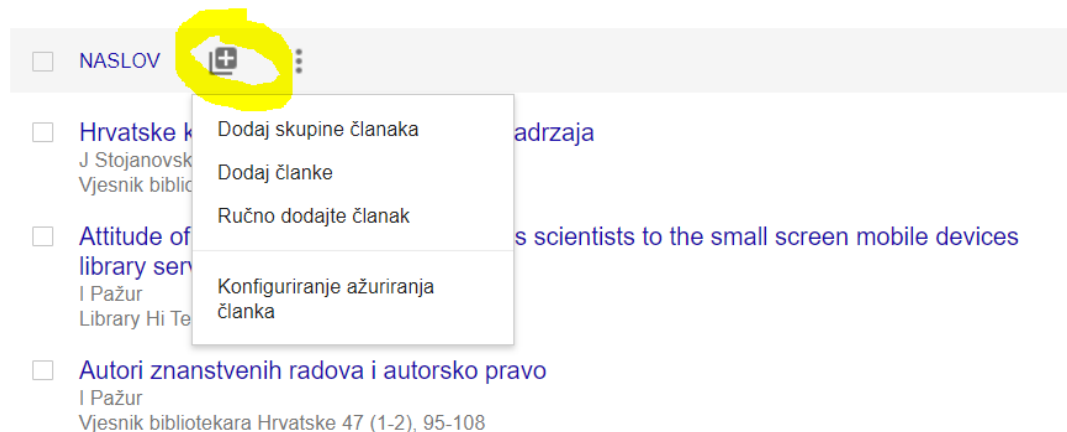 NASLOV
Dodaj skupine članaka
Dodaj članke
Ručno dodajte članak
Konfiguriranje ažuriranja
članka
Hrvatske k
adrzaja
J Stojanovsk
Vjesnik biblio
Attitude of
s scientists to the small screen mobile devices
library serv
I Pažur
Library Hi Te
Autori znanstvenih radova i autorsko pravo
I Pažur
Vjesnik bibliotekara Hrvatske 47 (1-2), 95-108